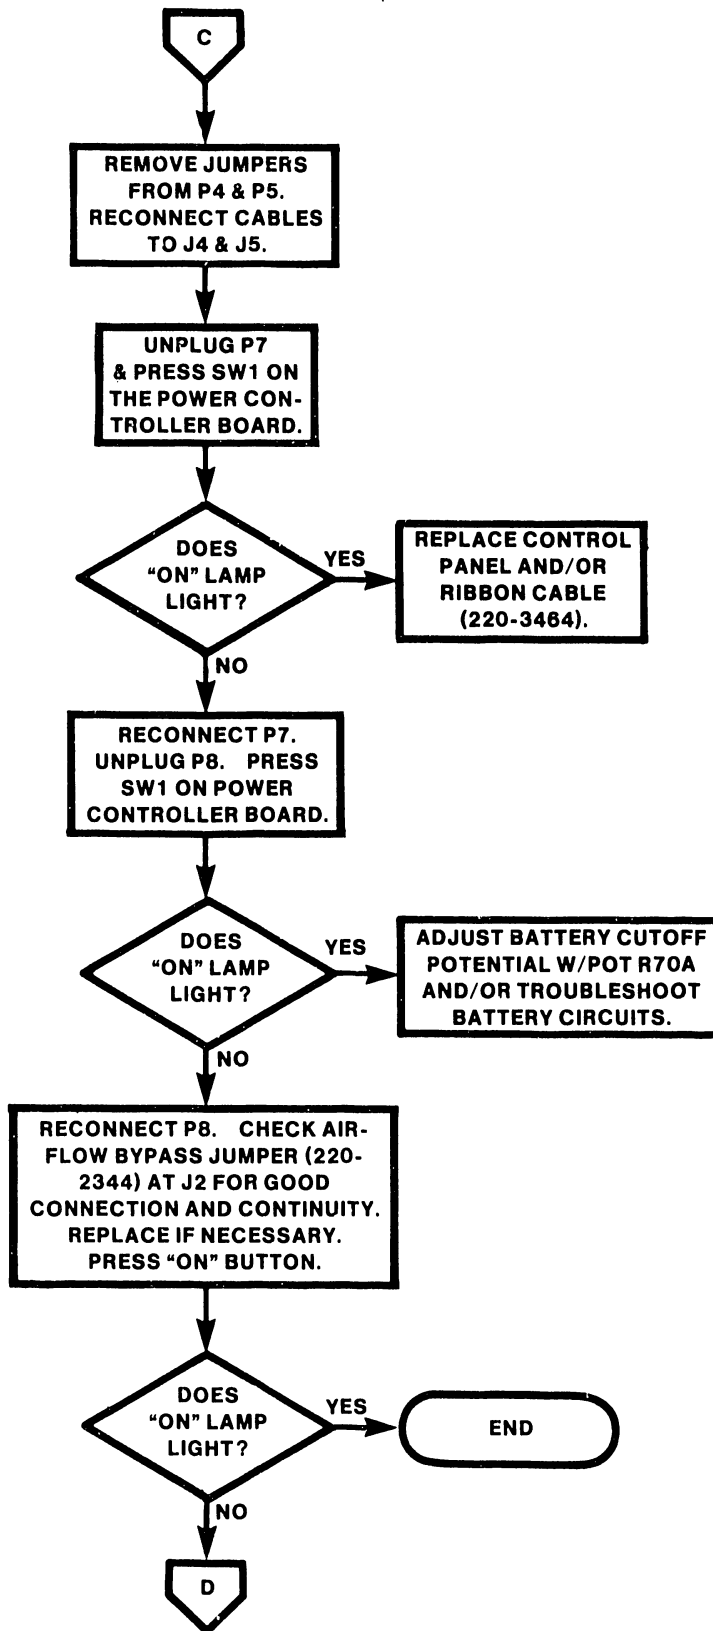 C
REMOVE JUMPERS
FROM P4 & P5.
RECONNECT CABLES
TO J4 & J5.
UNPLUG P7
& PRESS SW1 ON
THE POWER CON-
TROLLER BOARD.
DOES
“ON” LAMP
LIGHT?
YES
REPLACE CONTROL
PANEL AND/OR
RIBBON CABLE
(220-3464).
NO
RECONNECT P7.
UNPLUG P8. PRESS
SW1 ON POWER
CONTROLLER BOARD.
DOES
“ON” LAMP
LIGHT?
YES
ADJUST BATTERY CUTOFF
POTENTIAL W/POT R70A
AND/OR TROUBLESHOOT
BATTERY CIRCUITS.
NO
RECONNECT P8. CHECK AIR-
FLOW BYPASS JUMPER (220-
2344) AT J2 FOR GOOD
CONNECTION AND CONTINUITY.
REPLACE IF NECESSARY.
PRESS “ON” BUTTON.
DOES
“ON” LAMP
LIGHT?
YES
END
NO
D